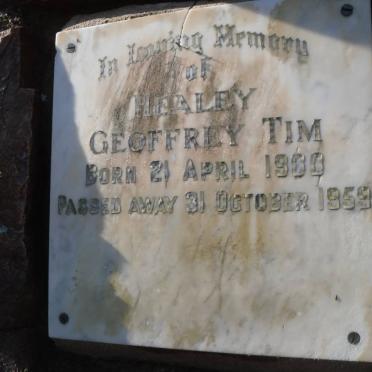 In Loving Memory
of
HEALEY
GEOFFREY TIM
BORN 21 APRIL 1900
PASSED AWAY 31 OCTOBER 1959